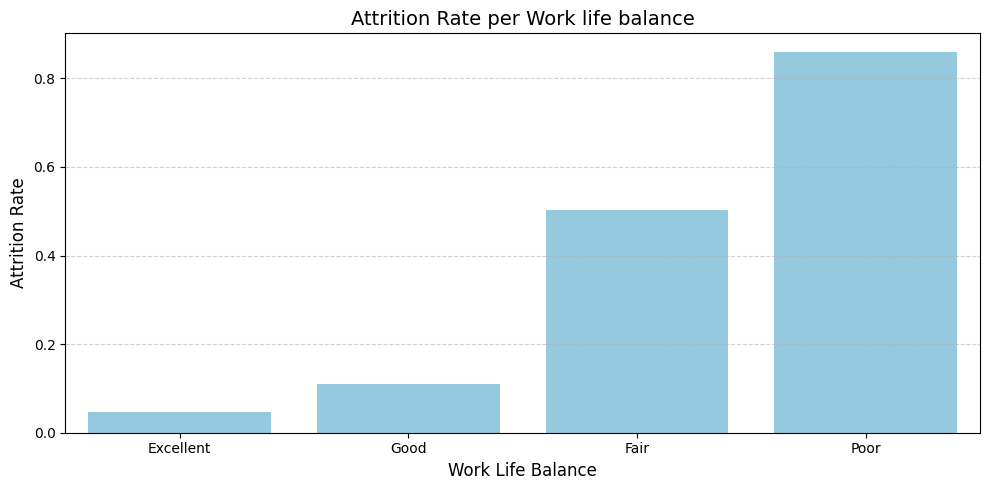 Attrition Rate per Work life balance
Attrition Rate
0.8
0.6
0.4
0.2
0.0
Excellent Good Fair Poor
Work Life Balance